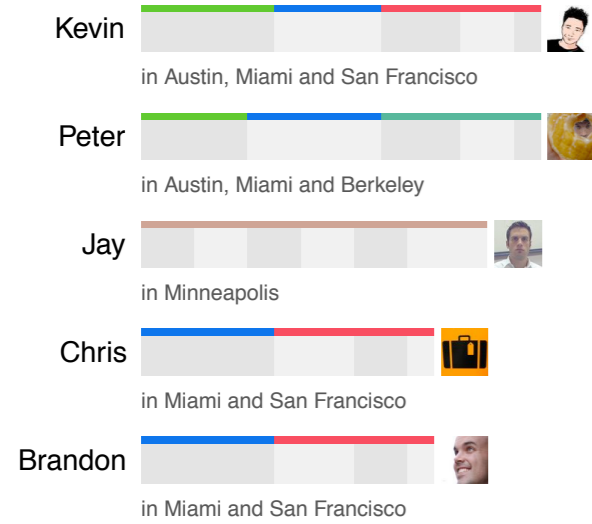 Kevin
in Austin, Miami and San Francisco
Peter
in Austin, Miami and Berkeley
Jay
in Minneapolis
Chris
in Miami and San Francisco
Brandon
in Miami and San Francisco